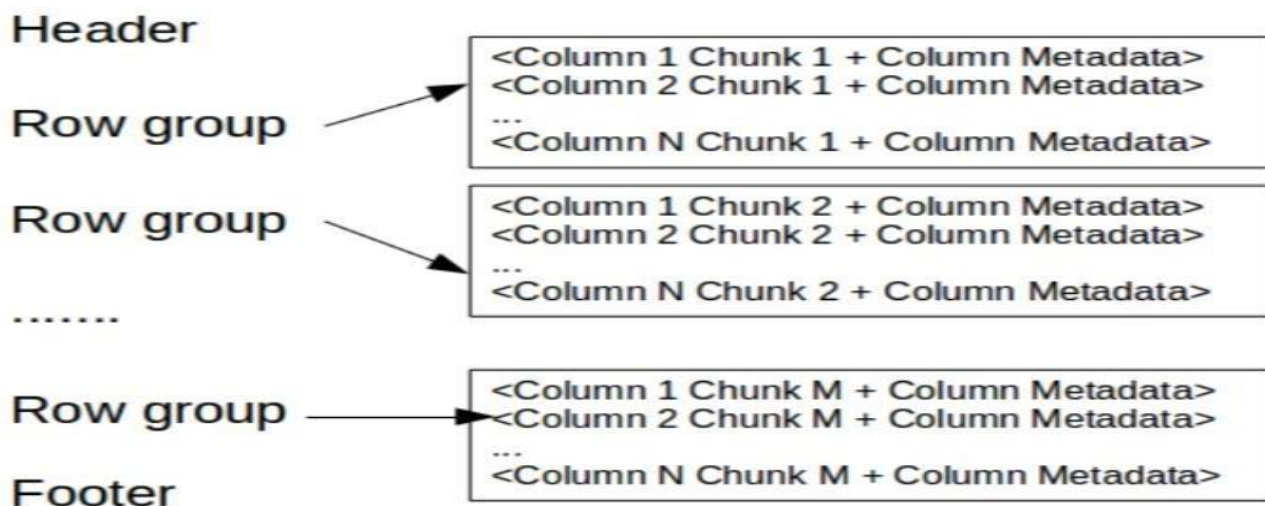 Header
Row group
<Column 1 Chunk 1 + Column Metadata>
<Column 2 Chunk 1 + Column Metadata>
...
<Column N Chunk 1 + Column Metadata>
Row group
<Column 1 Chunk 2 + Column Metadata>
<Column 2 Chunk 2 + Column Metadata>
...
<Column N Chunk 2 + Column Metadata>
.......
Row group
<Column 1 Chunk M + Column Metadata>
<Column 2 Chunk M + Column Metadata>
...
<Column N Chunk M + Column Metadata>
Footer